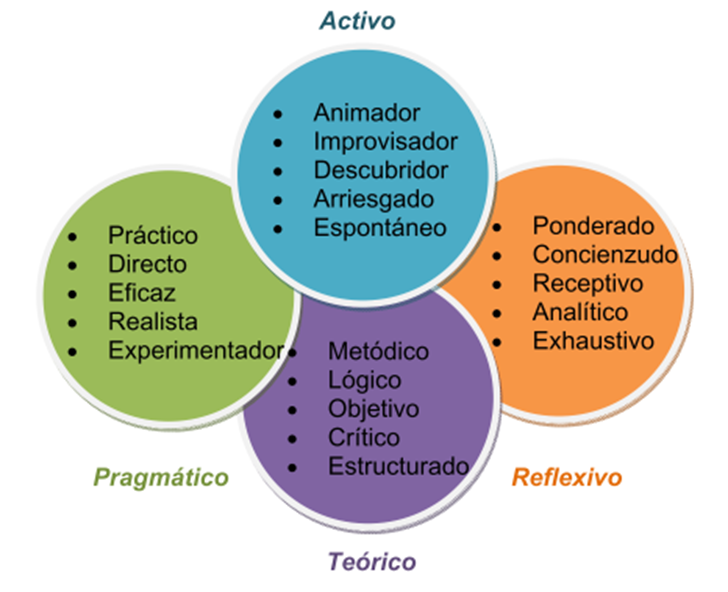 Activo
• Animador
• Improvisador
• Descubridor
• Arriesgado
• Espontáneo
• Práctico
• Directo
• Eficaz
• Realista
• Experimentador
• Ponderado
• Concienzudo
• Receptivo
• Analítico
• Exhaustivo
• Metódico
• Lógico
• Objetivo
• Crítico
• Estructurado
Pragmático
Reflexivo
Teórico